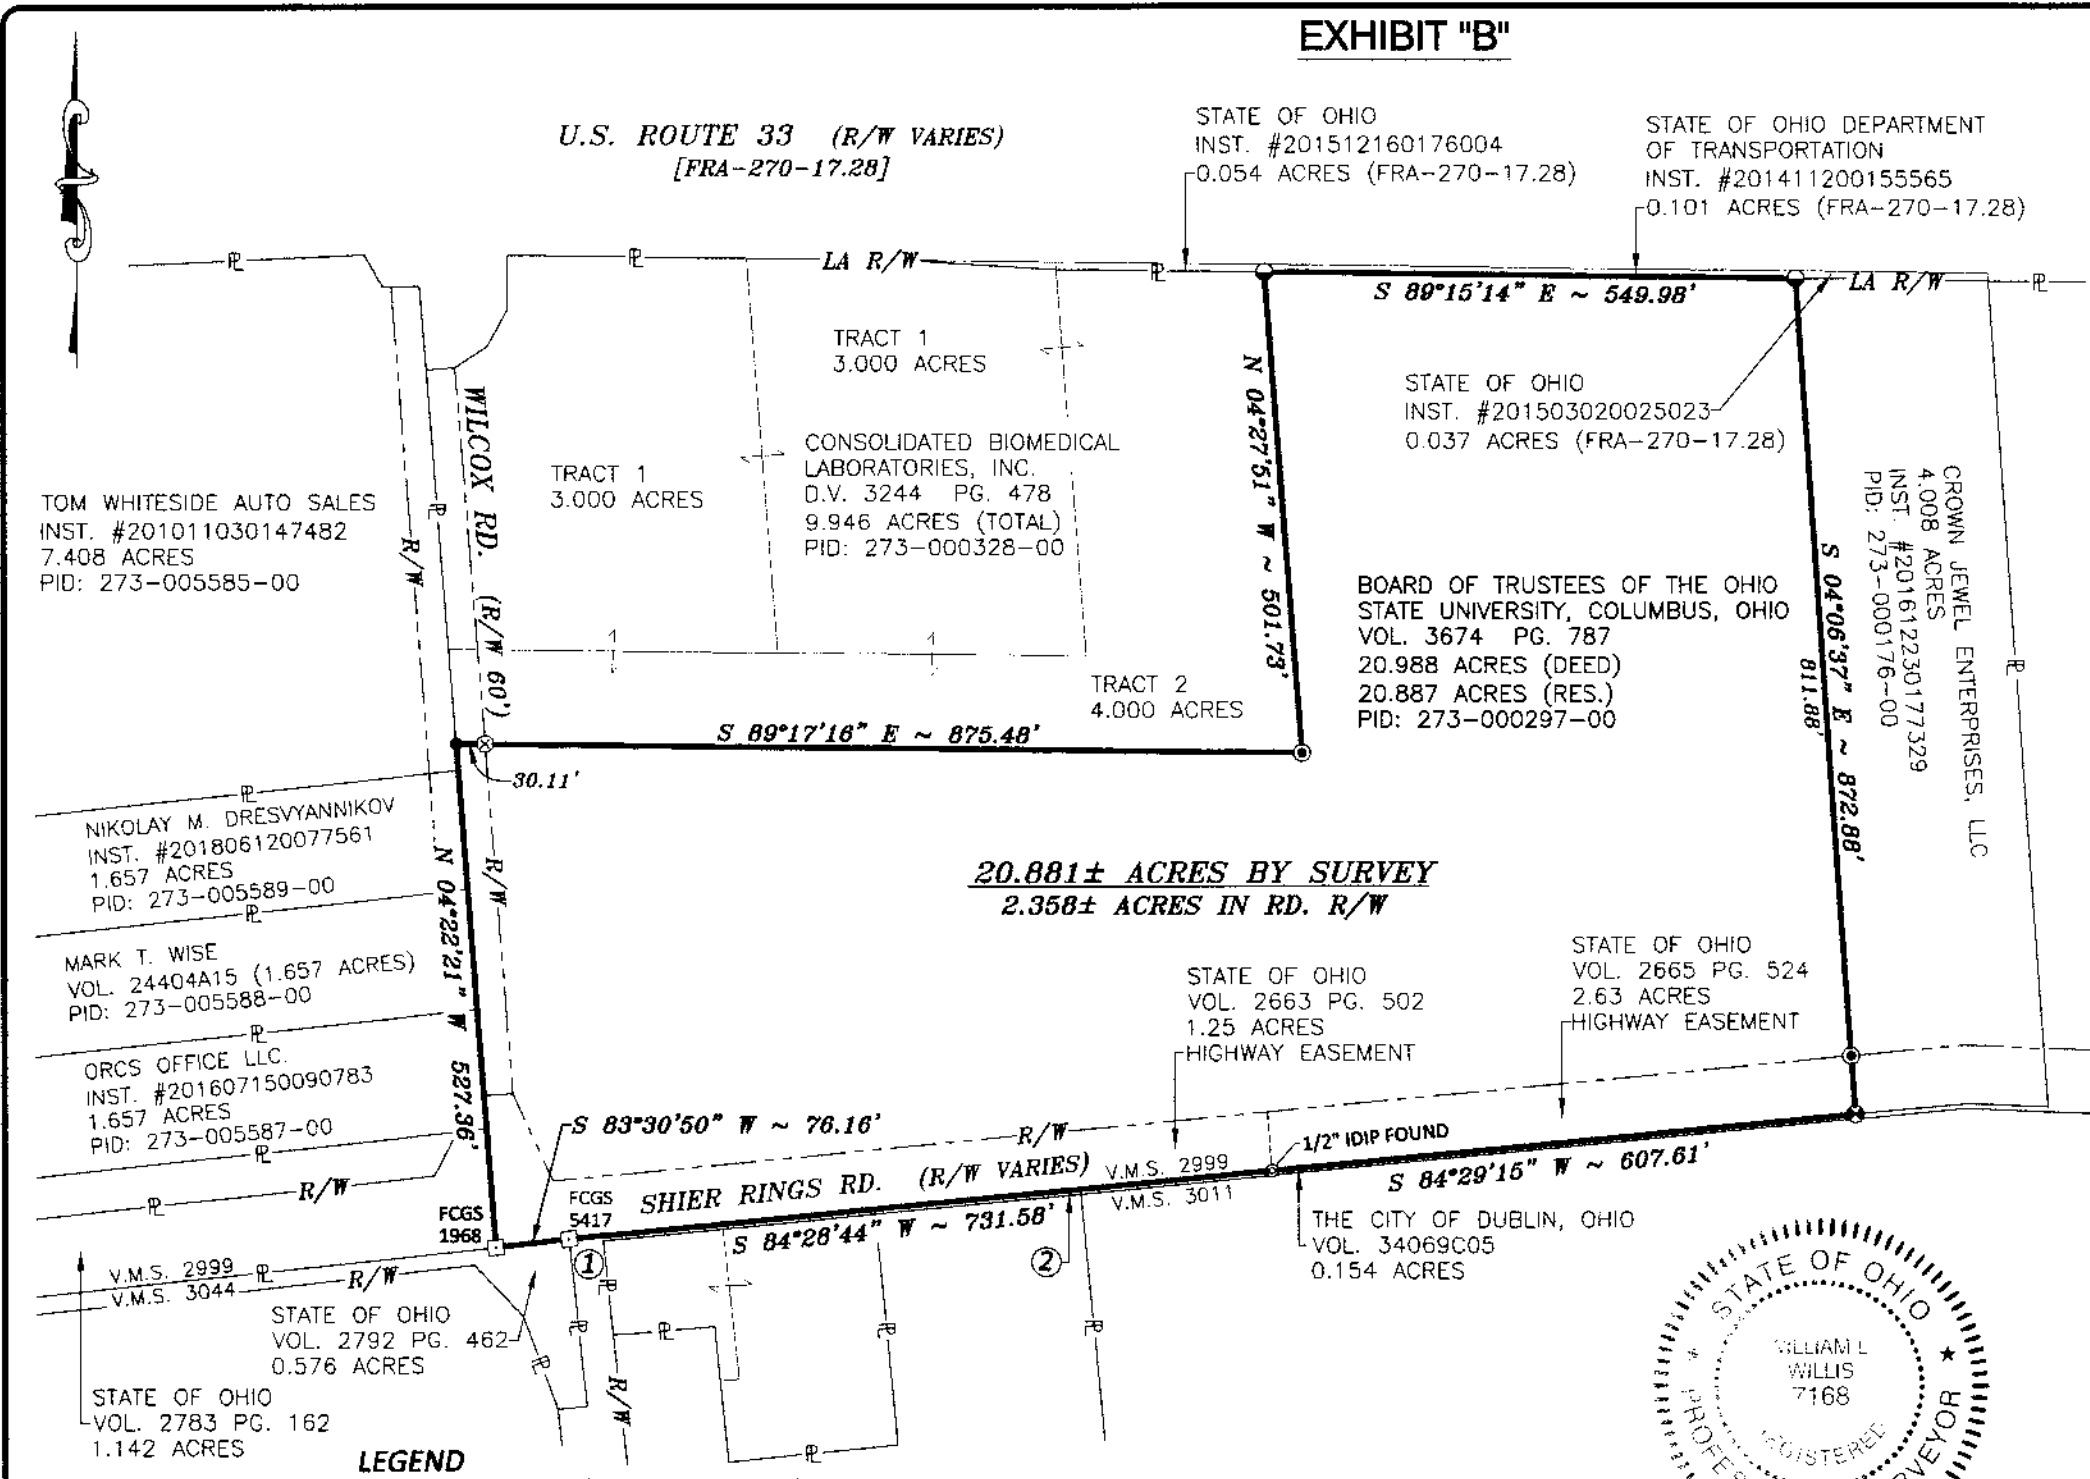 EXHIBIT "B"
U.S. ROUTE 33 (R/W VARIES)
[FRA-270-17.28]
STATE OF OHIO
INST. #201512160176004
0.054 ACRES (FRA-270-17.28)
STATE OF OHIO DEPARTMENT
OF TRANSPORTATION
INST. #201411200155565
0.101 ACRES (FRA-270-17.28)
LA R/W
S 89°15'14" E ~ 549.98'
LA R/W
TRACT 1
3.000 ACRES
STATE OF OHIO
INST. #201503020025023
0.037 ACRES (FRA-270-17.28)
N 04°27'51" W ~ 501.73'
WILCOX RD. (R/W 60')
R/W
TRACT 1
3.000 ACRES
CONSOLIDATED BIOMEDICAL
LABORATORIES, INC.
D.V. 3244 PG. 478
9.946 ACRES (TOTAL)
PID: 273-000328-00
TOM WHITESIDE AUTO SALES
INST. #201011030147482
7.408 ACRES
PID: 273-005585-00
BOARD OF TRUSTEES OF THE OHIO
STATE UNIVERSITY, COLUMBUS, OHIO
VOL. 3674 PG. 787
20.988 ACRES (DEED)
20.887 ACRES (RES.)
PID: 273-000297-00
S 04°06'37" E ~ 872.88'
811.88'
CROWN JEWEL ENTERPRISES, LLC
4.008 ACRES
INST. #201612230177329
PID: 273-000176-00
TRACT 2
4.000 ACRES
S 89°17'16" E ~ 875.48'
30.11'
NIKOLAY M. DRESVYANNIKOV
INST. #201806120077561
1.657 ACRES
PID: 273-005589-00
N 04°22'21" W 527.36'
R/W
20.881± ACRES BY SURVEY
2.358± ACRES IN RD. R/W
MARK T. WISE
VOL. 24404A15 (1.657 ACRES)
PID: 273-005588-00
STATE OF OHIO
VOL. 2663 PG. 502
1.25 ACRES
HIGHWAY EASEMENT
STATE OF OHIO
VOL. 2665 PG. 524
2.63 ACRES
HIGHWAY EASEMENT
ORCS OFFICE LLC.
INST. #201607150090783
1.657 ACRES
PID: 273-005587-00
S 83°30'50" W ~ 76.16'
R/W
1/2" IDIP FOUND
R/W
SHIER RINGS RD. (R/W VARIES)
V.M.S. 2999
V.M.S. 3011
S 84°29'15" W ~ 607.61'
FCGS
1968
FCGS
5417
S 84°28'44" W ~ 731.58'
1
2
THE CITY OF DUBLIN, OHIO
VOL. 34069C05
0.154 ACRES
V.M.S. 2999
V.M.S. 3044
R/W
STATE OF OHIO
VOL. 2792 PG. 462
0.576 ACRES
R/W
STATE OF OHIO
VOL. 2783 PG. 162
1.142 ACRES
LEGEND
STATE OF OHIO
WILLIAM L
WILLIS
7168
REGISTERED